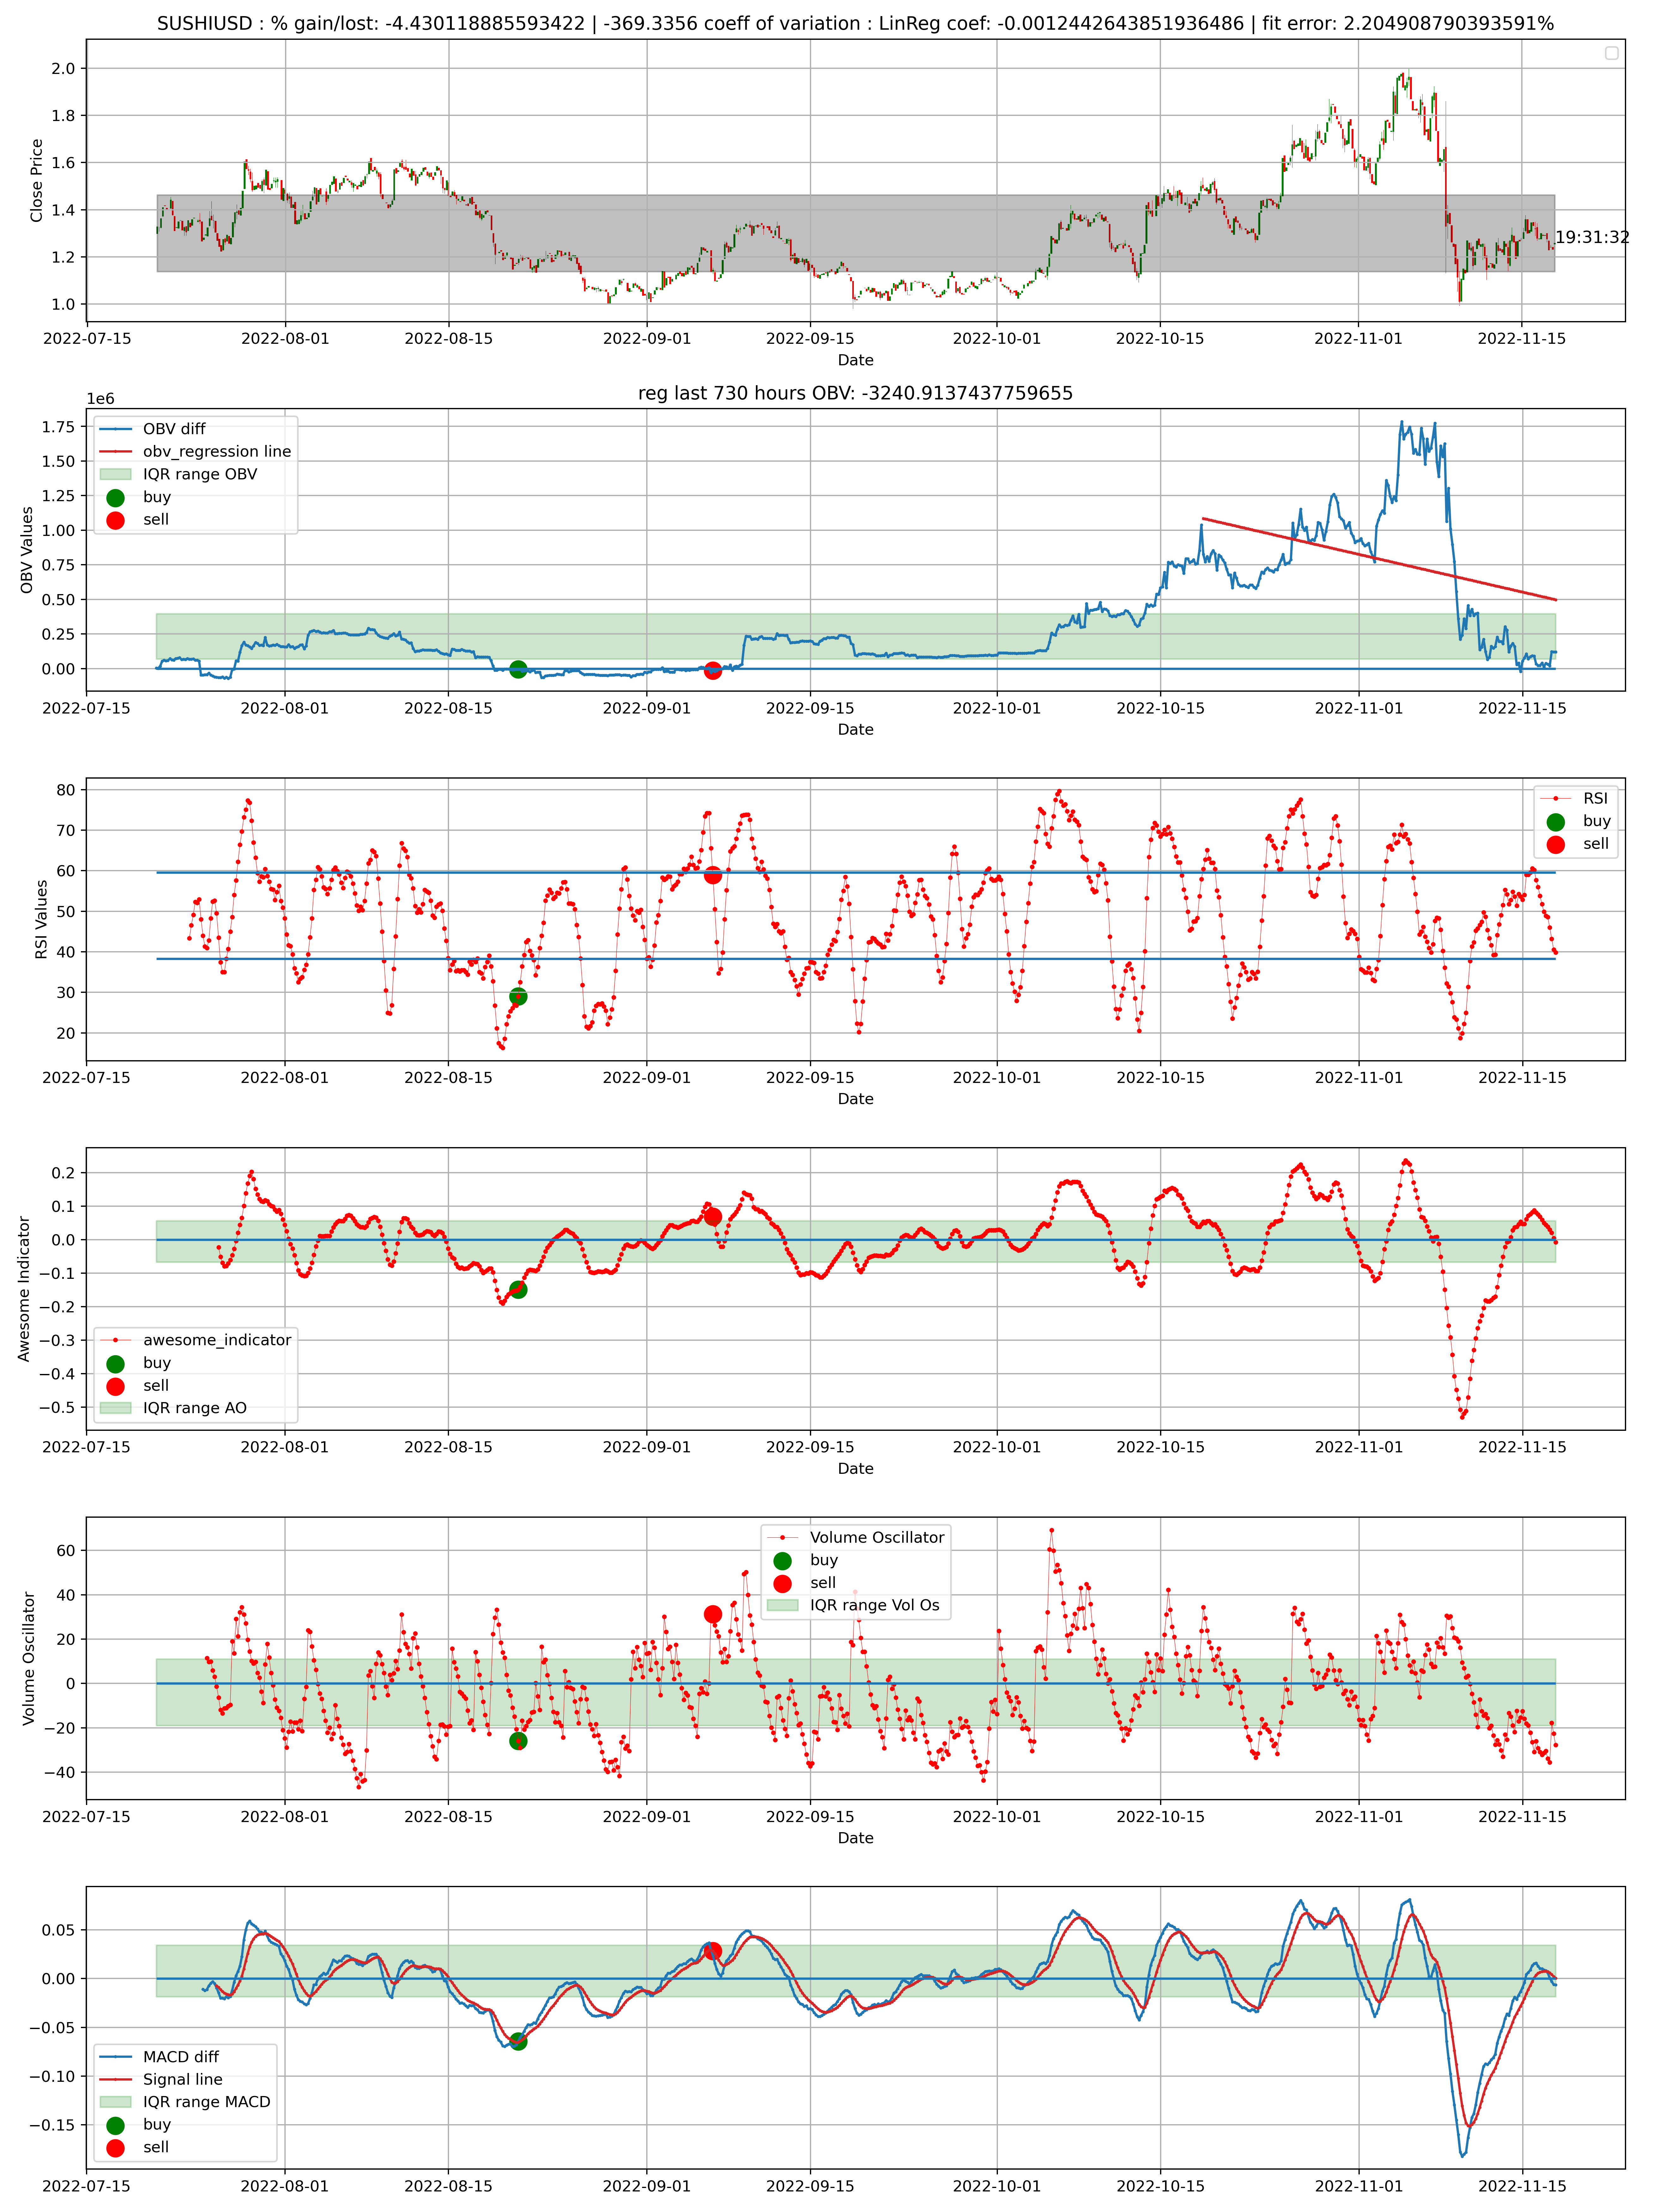 SUSHIUSD : % gain/lost: -4.430118885593422 | -369.3356 coeff of variation : LinReg coef: -0.0012442643851936486 | fit error: 2.204908790393591%
Close Price
2.0
1.8
1.6
1.4
1.2
1.0
19:31:32
2022-07-15 2022-08-01 2022-08-15 2022-09-01 2022-09-15 2022-10-01 2022-10-15 2022-11-01 2022-11-15
Date
reg last 730 hours OBV: -3240.9137437759655
1e6
OBV Values
1.75
1.50
1.25
1.00
0.75
0.50
0.25
0.00
OBV diff
obv_regression line
IQR range OBV
buy
sell
2022-07-15 2022-08-01 2022-08-15 2022-09-01 2022-09-15 2022-10-01 2022-10-15 2022-11-01 2022-11-15
Date
RSI Values
80
70
60
50
40
30
20
RSI
buy
sell
2022-07-15 2022-08-01 2022-08-15 2022-09-01 2022-09-15 2022-10-01 2022-10-15 2022-11-01 2022-11-15
Date
Awesome Indicator
0.2
0.1
0.0
−0.1
−0.2
−0.3
−0.4
−0.5
awesome_indicator
buy
sell
IQR range AO
2022-07-15 2022-08-01 2022-08-15 2022-09-01 2022-09-15 2022-10-01 2022-10-15 2022-11-01 2022-11-15
Date
Volume Oscillator
60
40
20
0
−20
−40
Volume Oscillator
buy
sell
IQR range Vol Os
2022-07-15 2022-08-01 2022-08-15 2022-09-01 2022-09-15 2022-10-01 2022-10-15 2022-11-01 2022-11-15
Date
0.05
0.00
−0.05
−0.10
−0.15
MACD diff
Signal line
IQR range MACD
buy
sell
2022-07-15 2022-08-01 2022-08-15 2022-09-01 2022-09-15 2022-10-01 2022-10-15 2022-11-01 2022-11-15